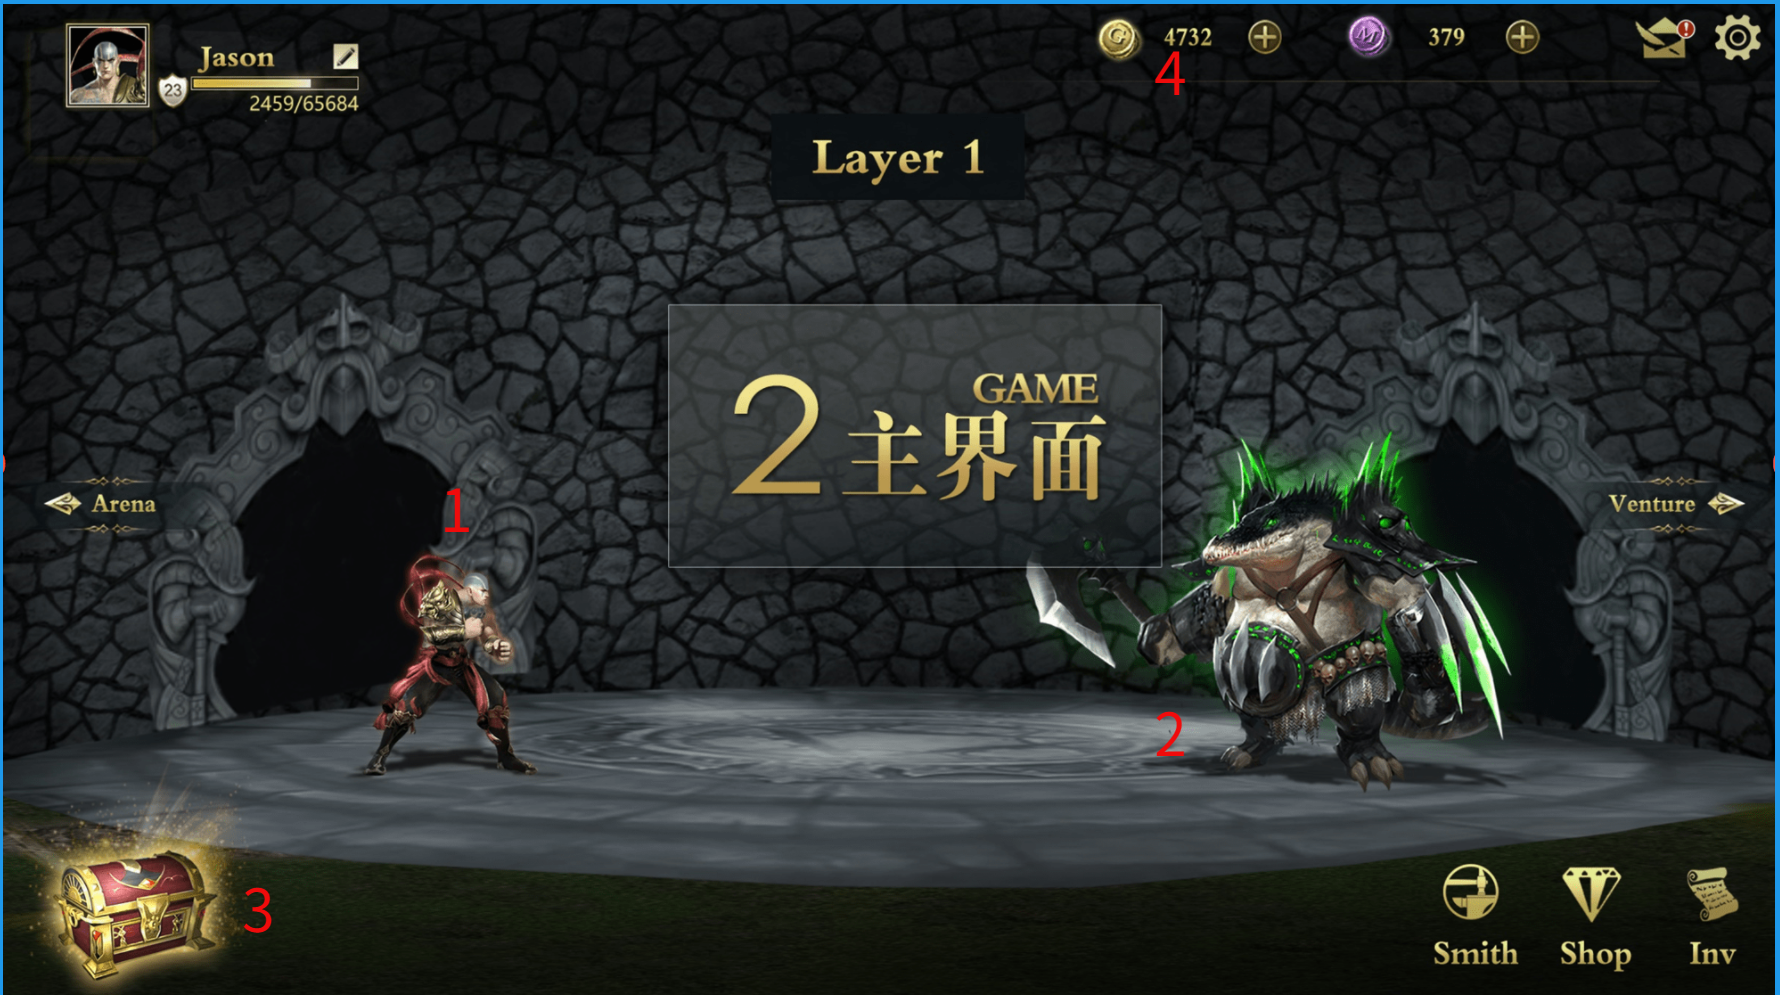 Jason
23
2459/65684
G 4732
M 379
!
Layer 1
GAME
2主界面
Arena
Venture
1
2
3
4
Smith
Shop
Inv